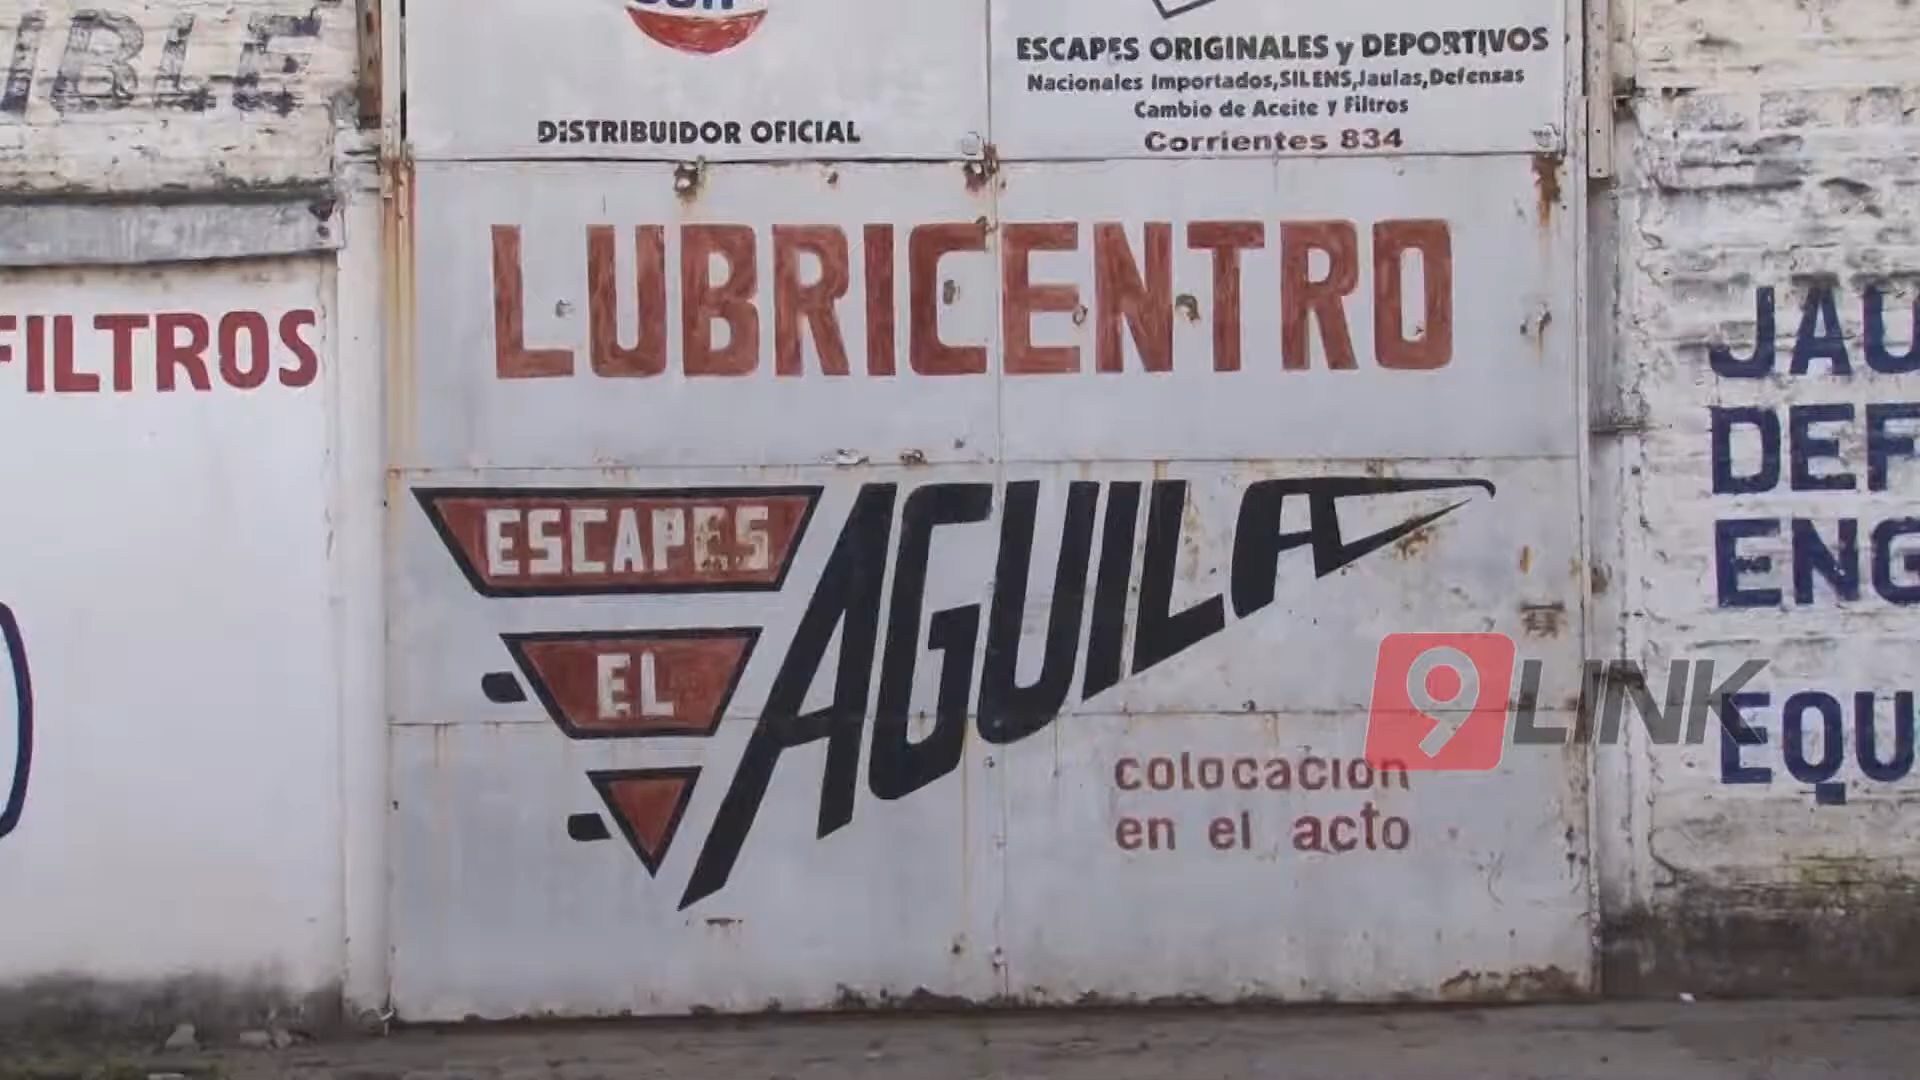 DISTRIBUIDOR OFICIAL
ESCAPES ORIGINALES y DEPORTIVOS
Nacionales Importados,SILENS,Jaulas,Defensas
Cambio de Aceite y Filtros
Corrientes 834
FILTROS
LUBRICENTRO
ESCAPES
EL
AGUILA
colocacion
en el acto
JAU
DEF
ENG
EQU
9 LINK